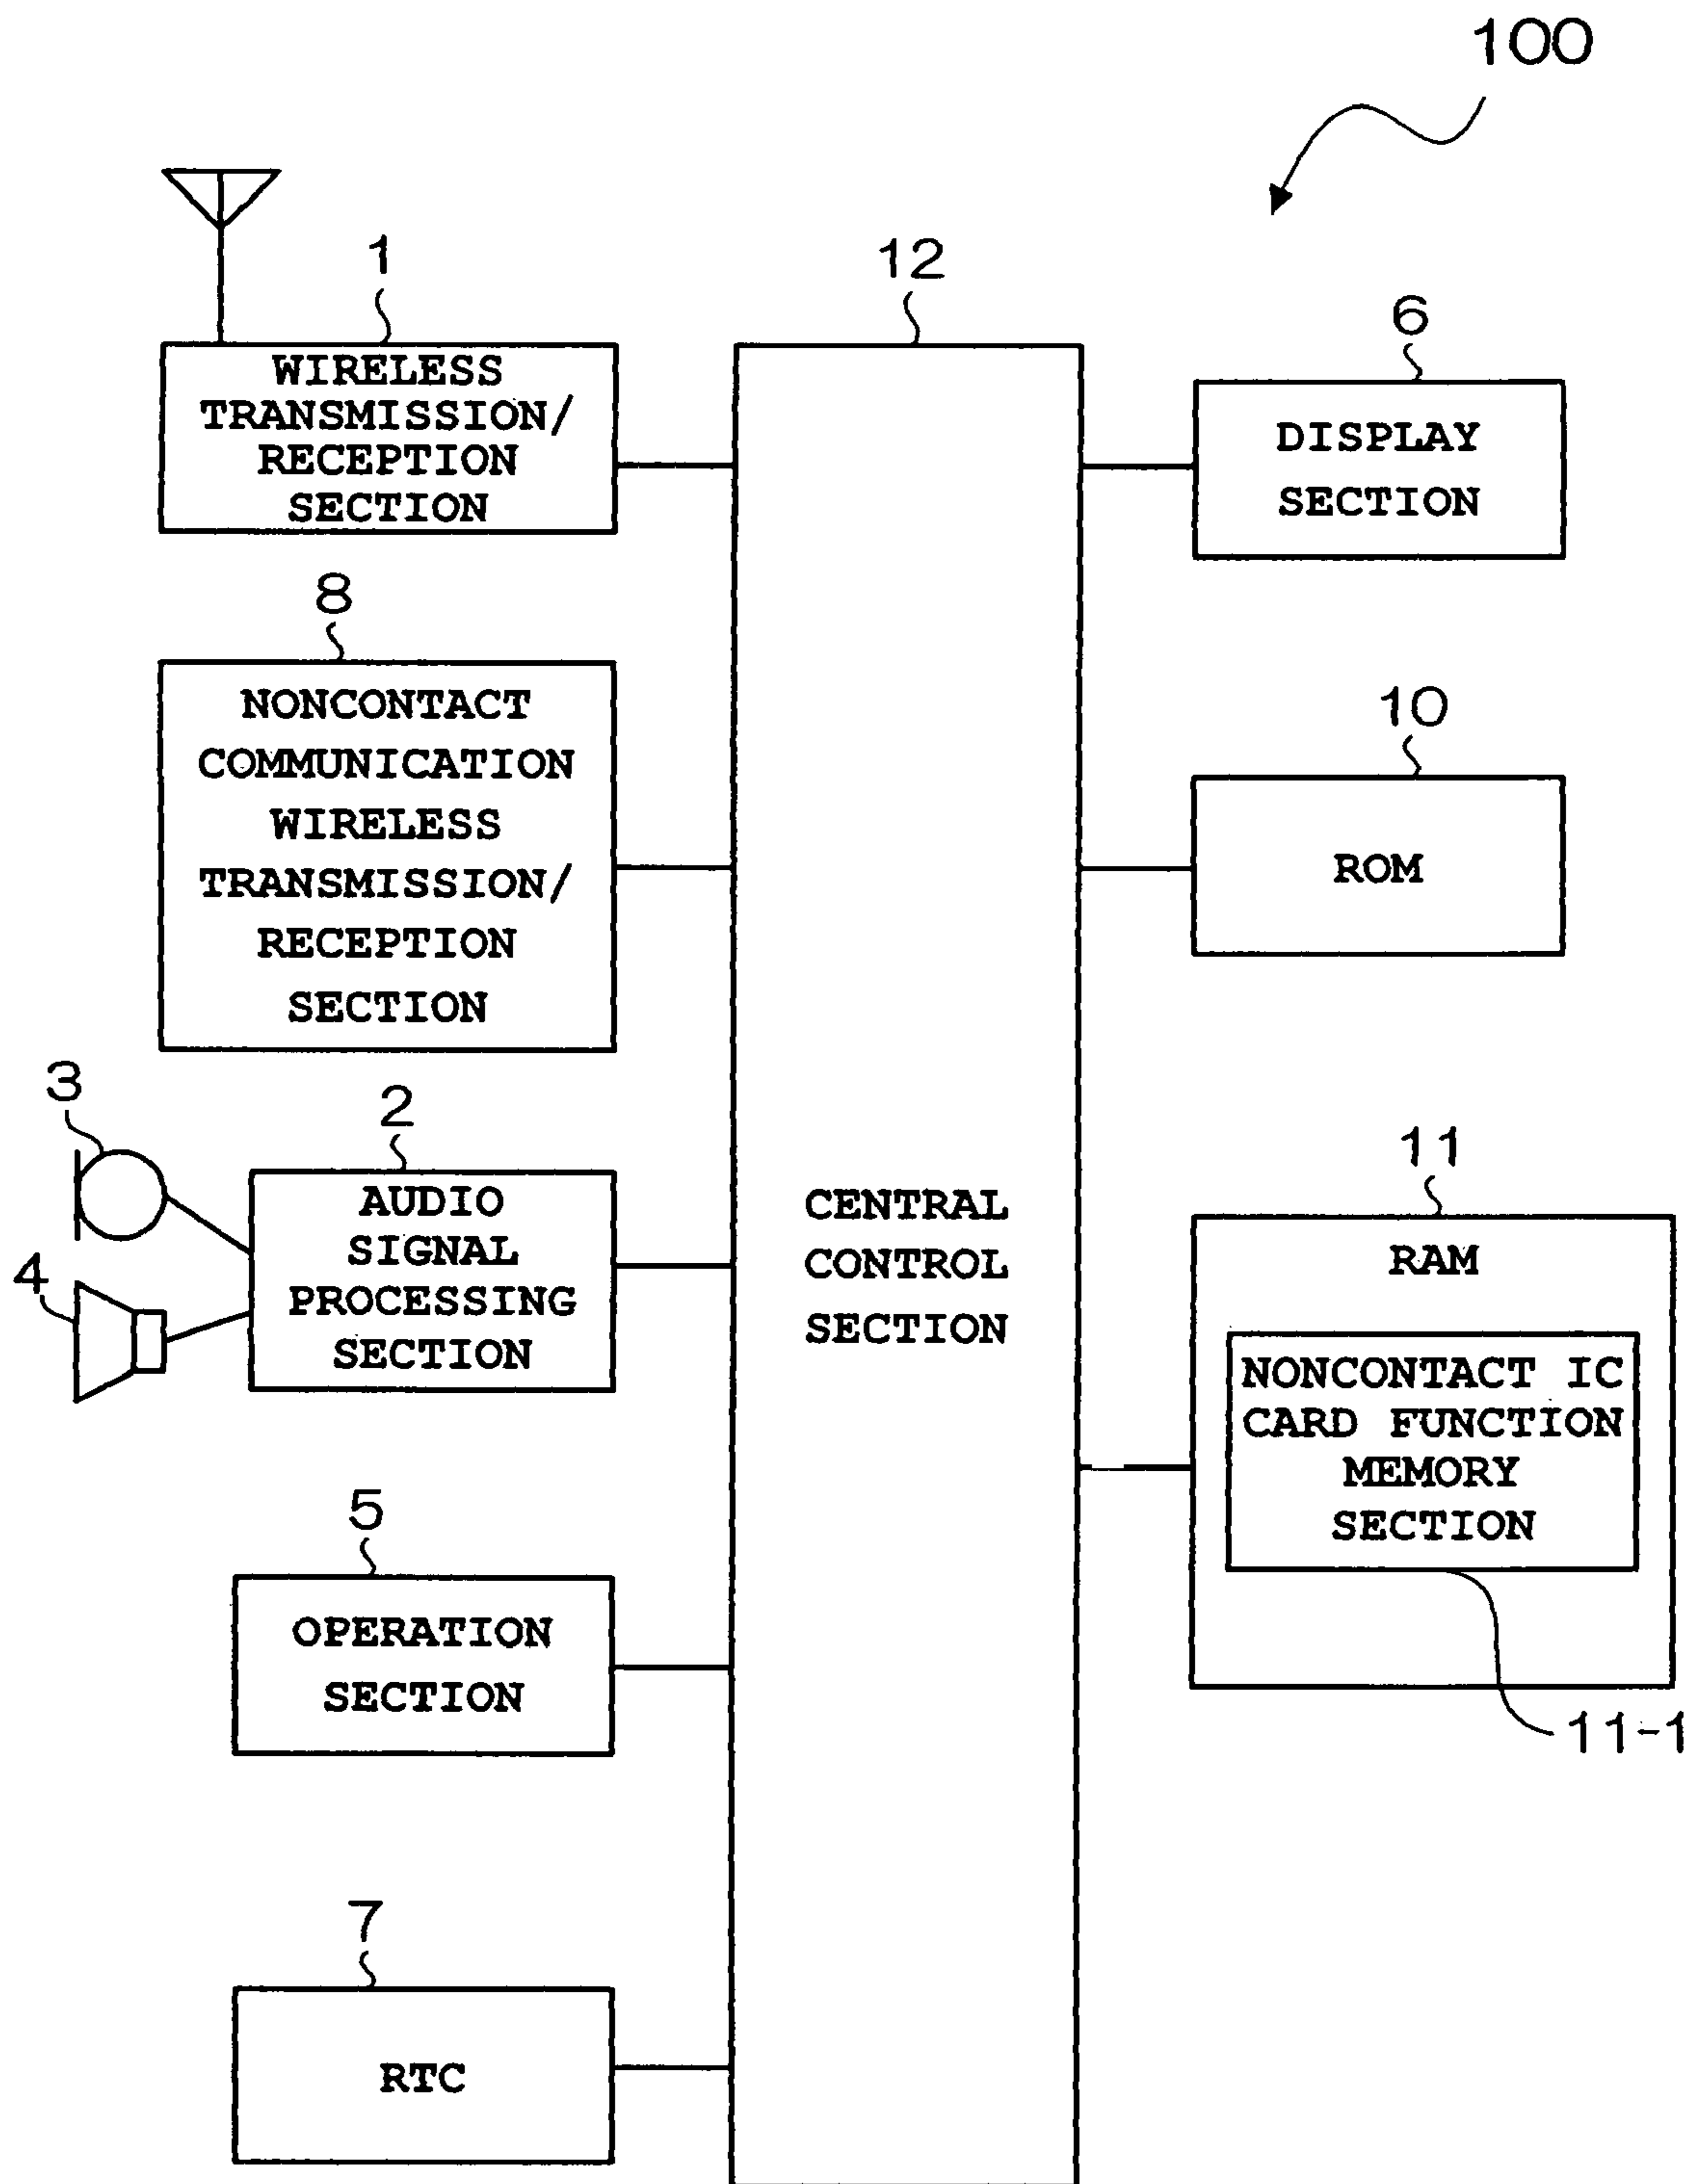 100
1
WIRELESS
TRANSMISSION/
RECEPTION
SECTION
12
6
DISPLAY
SECTION
8
NONCONTACT
COMMUNICATION
WIRELESS
TRANSMISSION/
RECEPTION
SECTION
10
ROM
3
4
2
AUDIO
SIGNAL
PROCESSING
SECTION
CENTRAL
CONTROL
SECTION
11
RAM
NONCONTACT IC
CARD FUNCTION
MEMORY
SECTION
11-1
5
OPERATION
SECTION
7
RTC